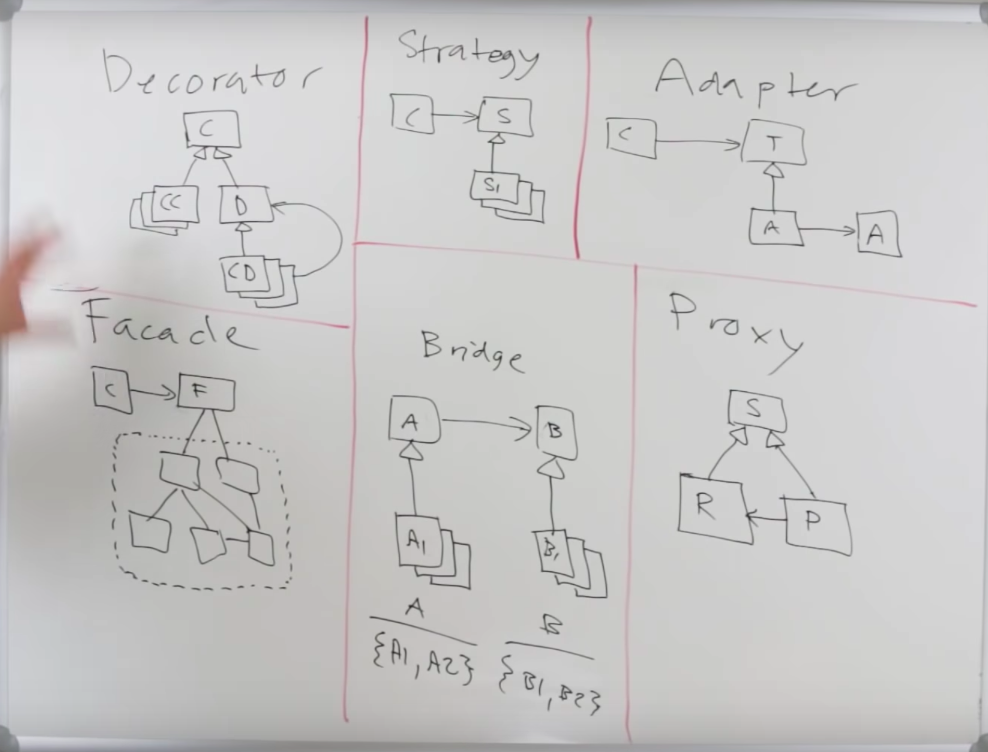 Decorator
C
CC
D
CD
Strategy
C
S
S1
Adapter
C
T
A
A
Facade
C
F
Bridge
A
B
A1
B1
A
{A1, A2}
B
{B1, B2}
Proxy
S
R
P